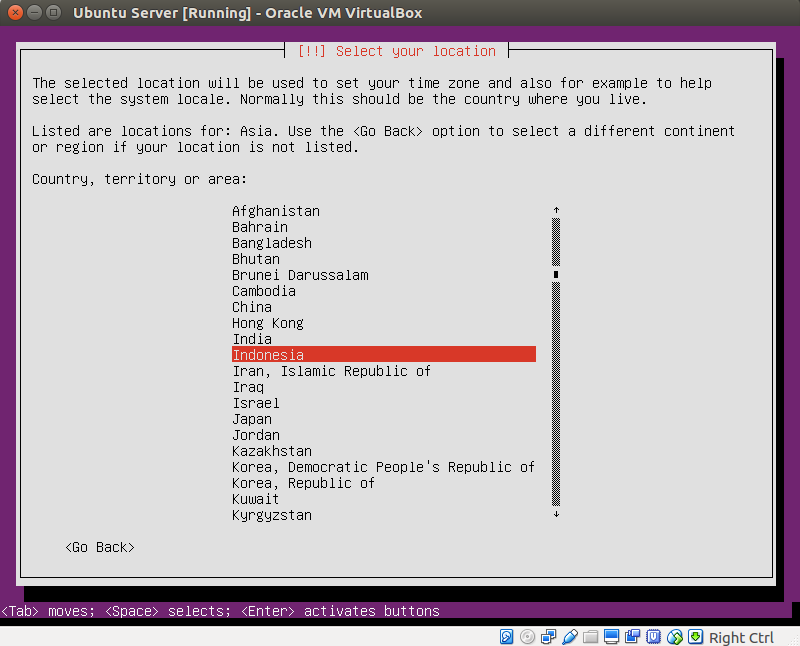 Ubuntu Server [Running] - Oracle VM VirtualBox
[!!] Select your location
The selected location will be used to set your time zone and also for example to help
select the system locale. Normally this should be the country where you live.
Listed are locations for: Asia. Use the <Go Back> option to select a different continent
or region if your location is not listed.
Country, territory or area:
Afghanistan
Bahrain
Bangladesh
Bhutan
Brunei Darussalam
Cambodia
China
Hong Kong
India
Indonesia
Iran, Islamic Republic of
Iraq
Israel
Japan
Jordan
Kazakhstan
Korea, Democratic People's Republic of
Korea, Republic of
Kuwait
Kyrgyzstan
<Go Back>
<Tab> moves; <Space> selects; <Enter> activates buttons
Right Ctrl